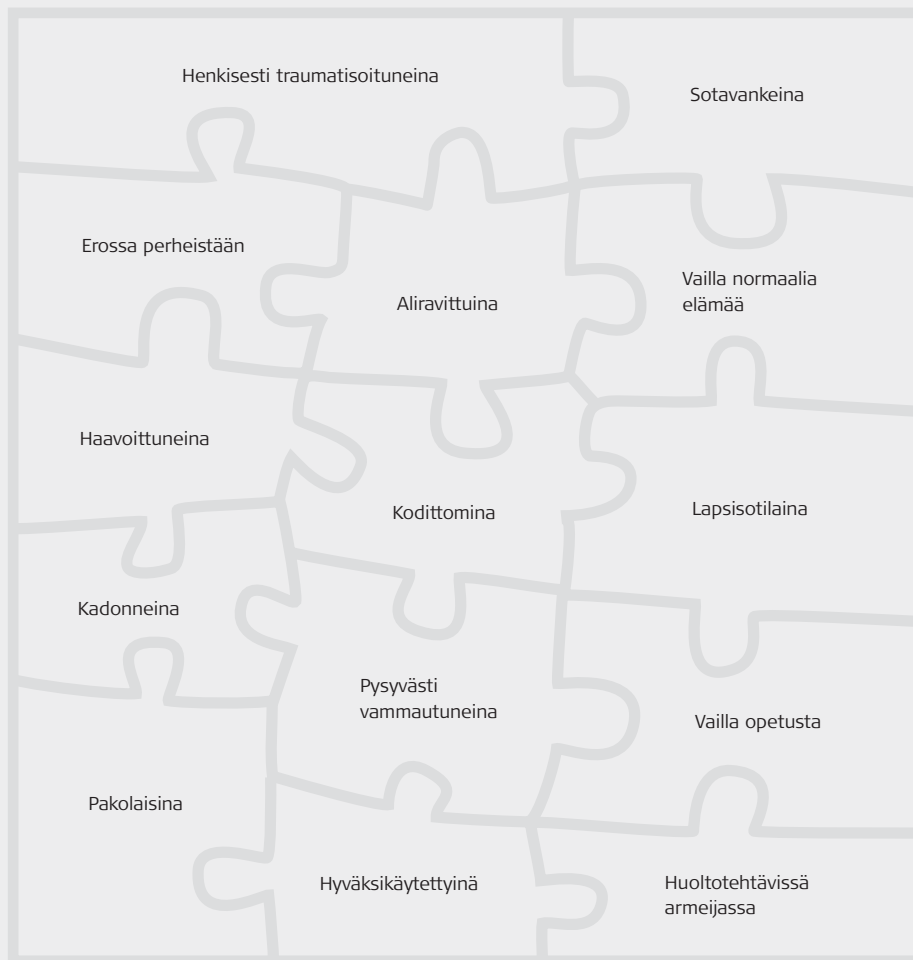 Henkisesti traumatisoituneina
Sotavankeina
Erossa perheistään
Aliravittuina
Vailla normaalia
elämää
Haavoittuneina
Kodittomina
Lapsisotilaina
Kadonneina
Pysyvästi
vammautuneina
Vailla opetusta
Pakolaisina
Hyväksikäytettyinä
Huoltotehtävissä
armeijassa